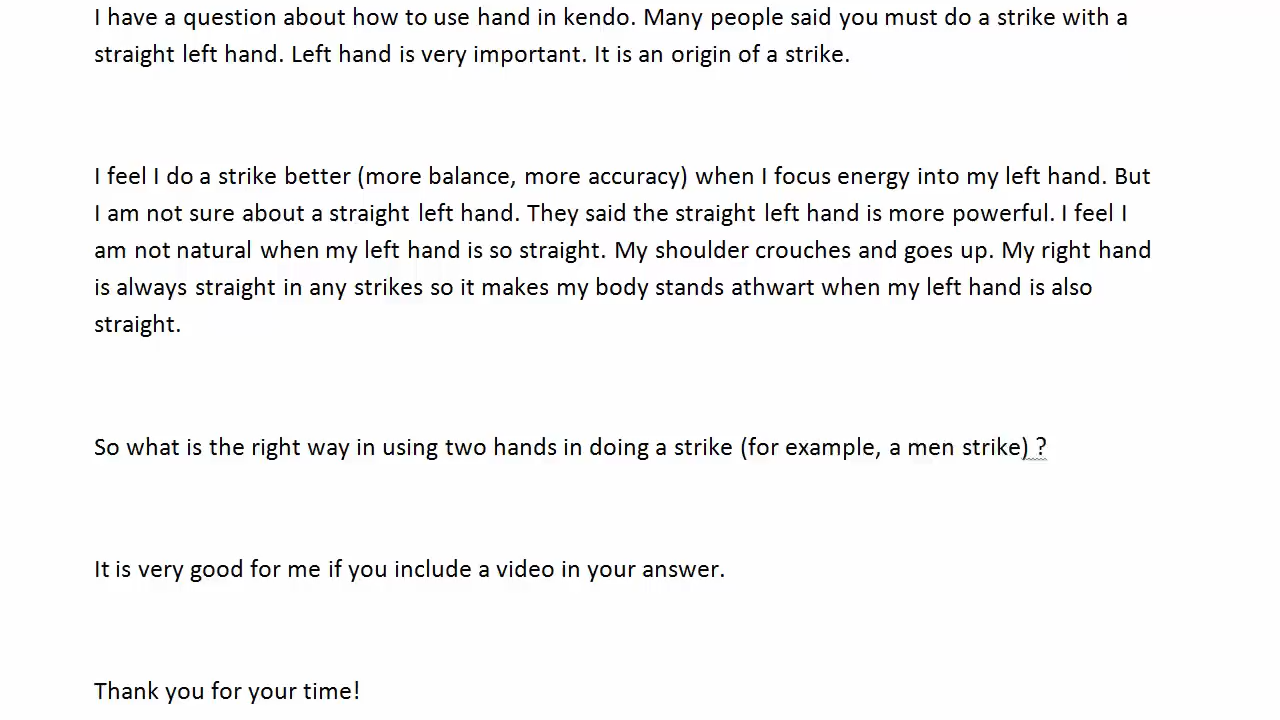 I have a question about how to use hand in kendo. Many people said you must do a strike with a
straight left hand. Left hand is very important. It is an origin of a strike.
I feel I do a strike better (more balance, more accuracy) when I focus energy into my left hand. But
I am not sure about a straight left hand. They said the straight left hand is more powerful. I feel I
am not natural when my left hand is so straight. My shoulder crouches and goes up. My right hand
is always straight in any strikes so it makes my body stands athwart when my left hand is also
straight.
So what is the right way in using two hands in doing a strike (for example, a men strike) ?
It is very good for me if you include a video in your answer.
Thank you for your time!